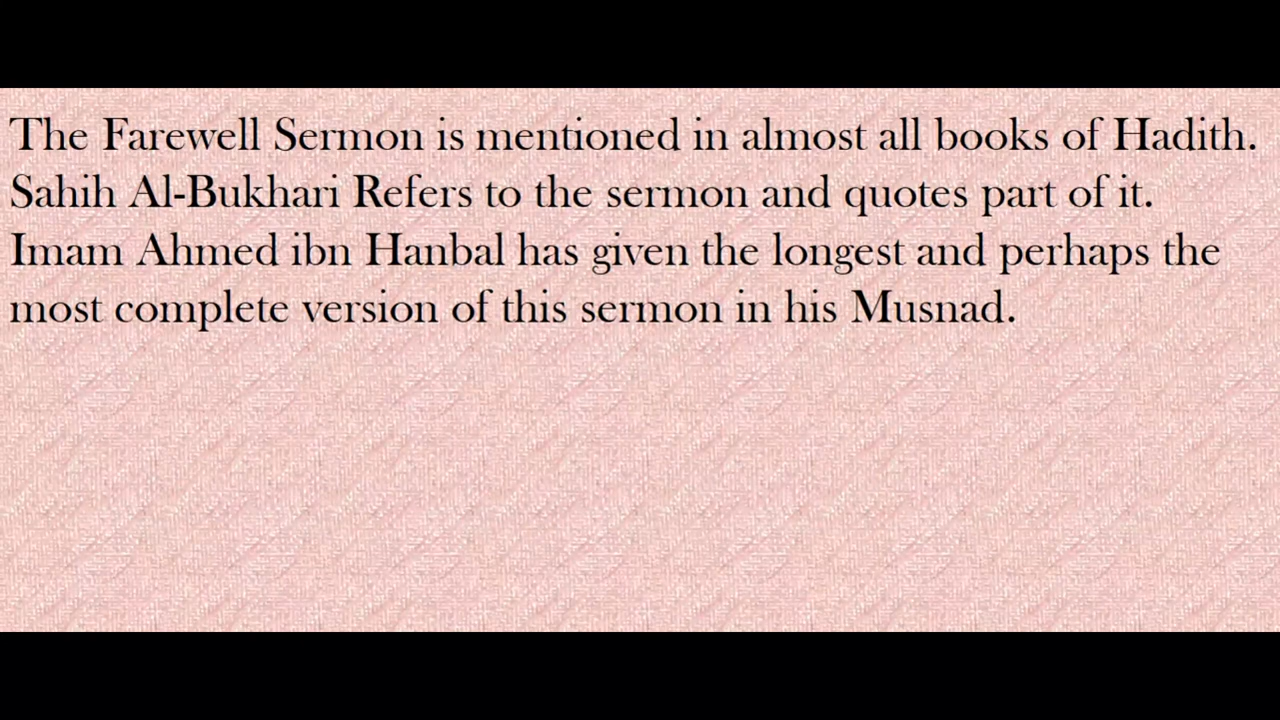 The Farewell Sermon is mentioned in almost all books of Hadith.
Sahih Al-Bukhari Refers to the sermon and quotes part of it.
Imam Ahmed ibn Hanbal has given the longest and perhaps the
most complete version of this sermon in his Musnad.